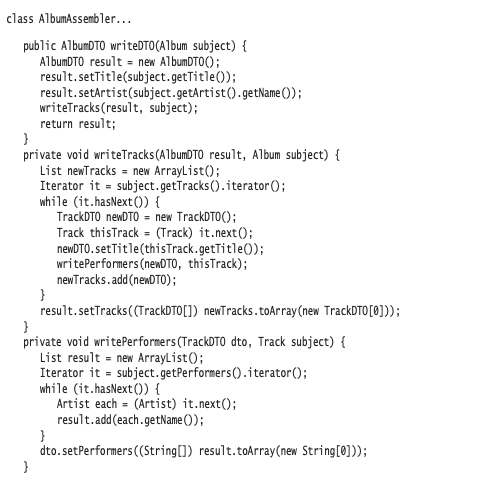 class AlbumAssembler...
public AlbumDTO writeDTO(Album subject) {
AlbumDTO result = new AlbumDTO();
result.setTitle(subject.getTitle());
result.setArtist(subject.getArtist().getName());
writeTracks(result, subject);
return result;
}
private void writeTracks(AlbumDTO result, Album subject) {
List newTracks = new ArrayList();
Iterator it = subject.getTracks().iterator();
while (it.hasNext()) {
TrackDTO newDTO = new TrackDTO();
Track thisTrack = (Track) it.next();
newDTO.setTitle(thisTrack.getTitle());
writePerformers(newDTO, thisTrack);
newTracks.add(newDTO);
}
result.setTracks((TrackDTO[]) newTracks.toArray(new TrackDTO[0]));
}
private void writePerformers(TrackDTO dto, Track subject) {
List result = new ArrayList();
Iterator it = subject.getPerformers().iterator();
while (it.hasNext()) {
Artist each = (Artist) it.next();
result.add(each.getName());
}
dto.setPerformers((String[]) result.toArray(new String[0]));
}